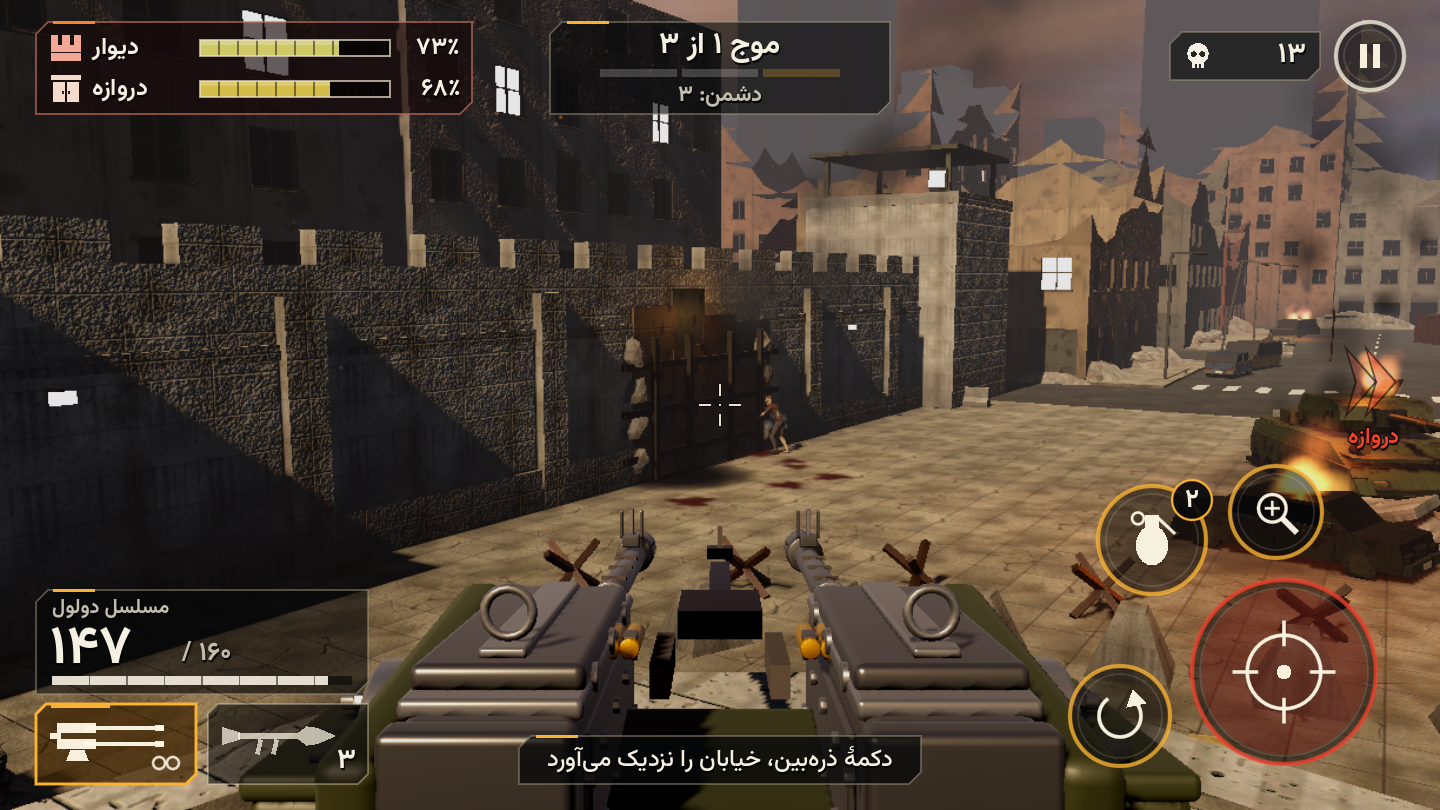 دیوار ۷۳٪
دروازه ۶۸٪
موج ۱ از ۳
دشمن: ۳
۱۳
دروازه
۲
مسلسل دولول
۱۴۷ / ۱۶۰
∞
۳
دکمهٔ ذره‌بین، خیابان را نزدیک می‌آورد